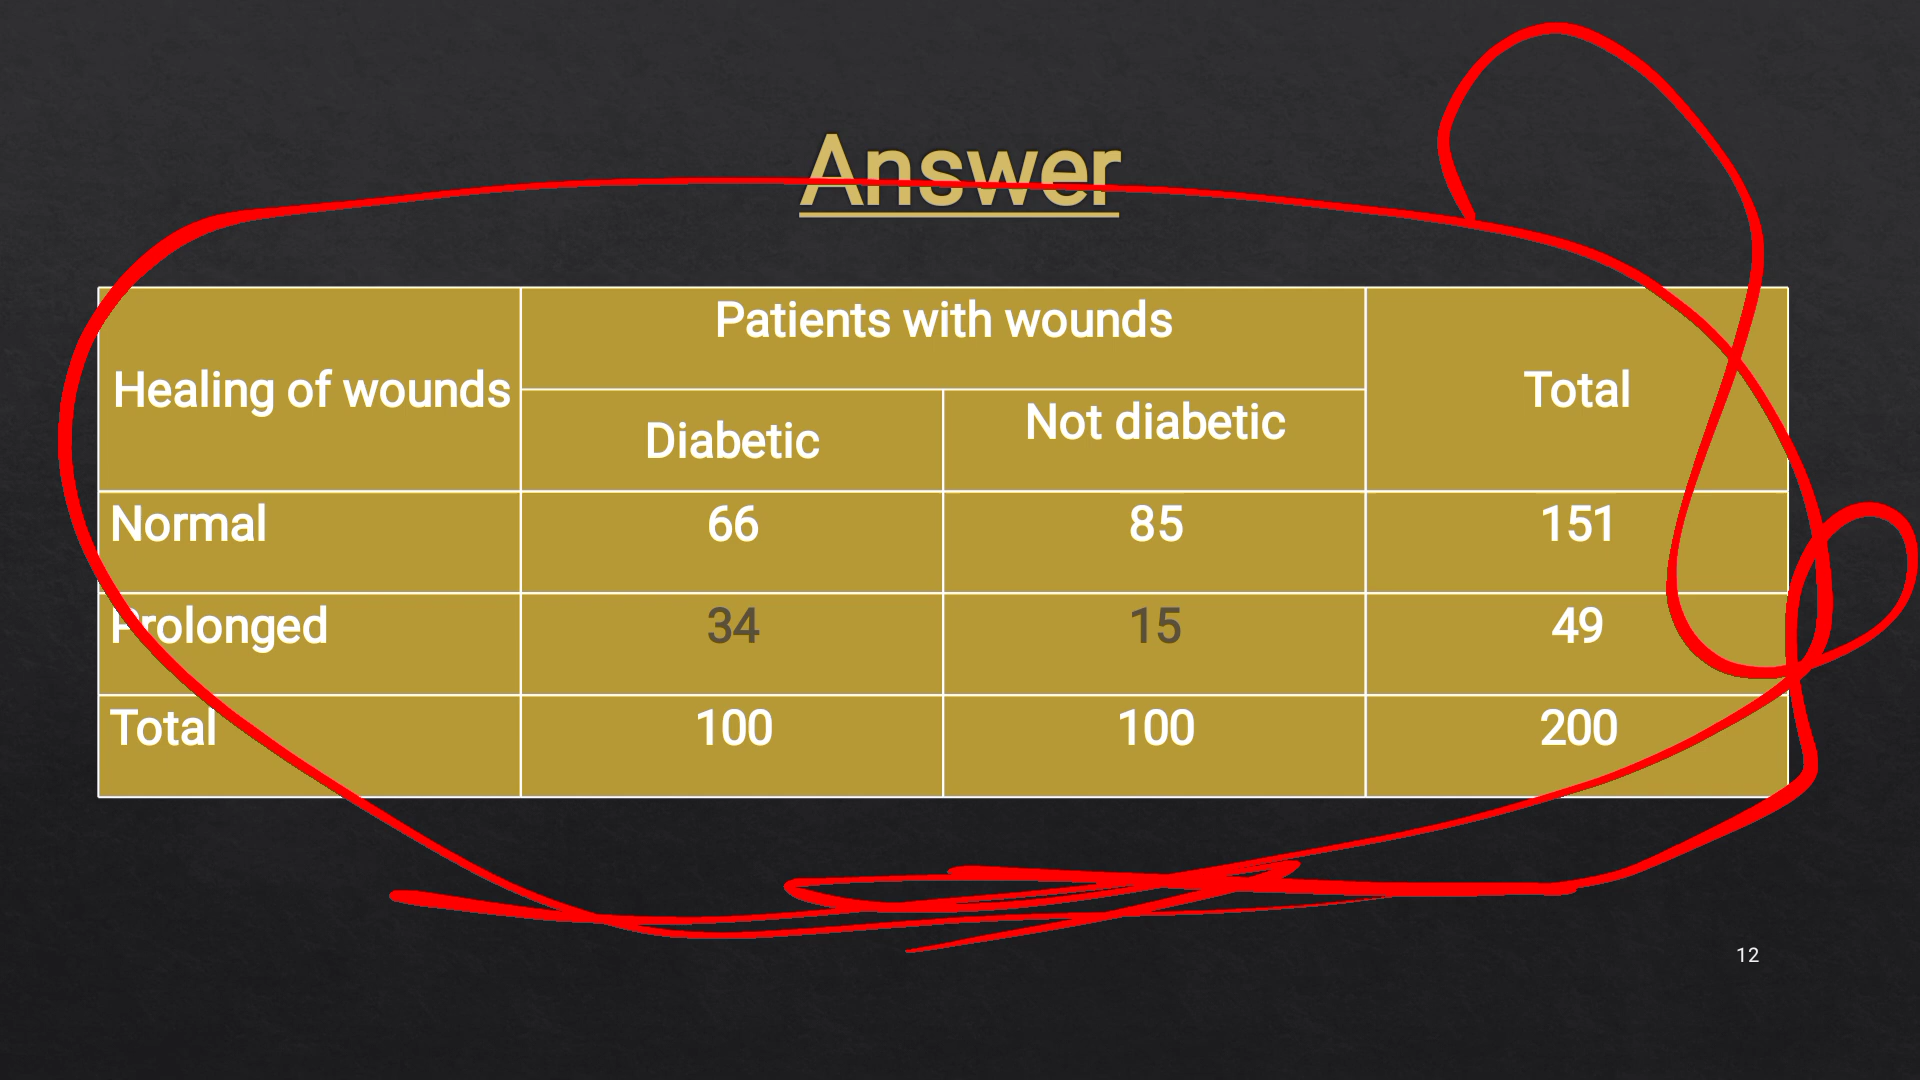 Answer
Healing of wounds Patients with wounds Total
Diabetic Not diabetic
Normal 66 85 151
Prolonged 34 15 49
Total 100 100 200
12